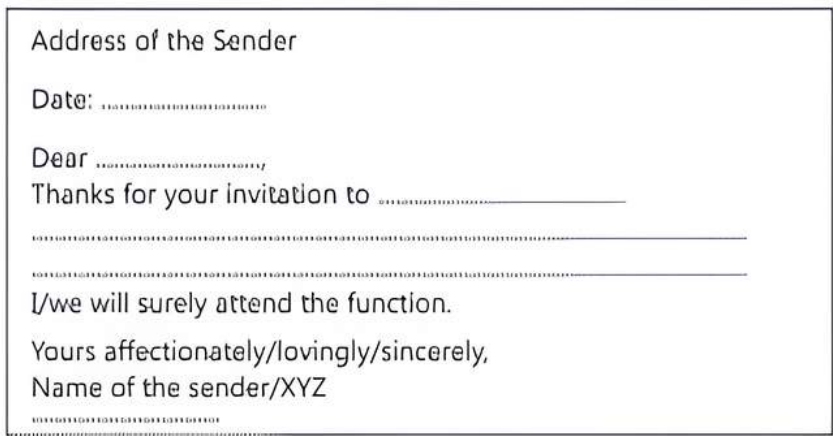 Address of the Sender
Date: ........................
Dear ........................,
Thanks for your invitation to ........................
................................................................................
................................................................................
I/we will surely attend the function.
Yours affectionately/lovingly/sincerely,
Name of the sender/XYZ
............................